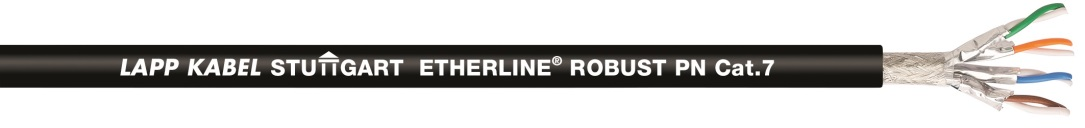 LAPP KABEL STUTTGART ETHERLINE® ROBUST PN Cat.7